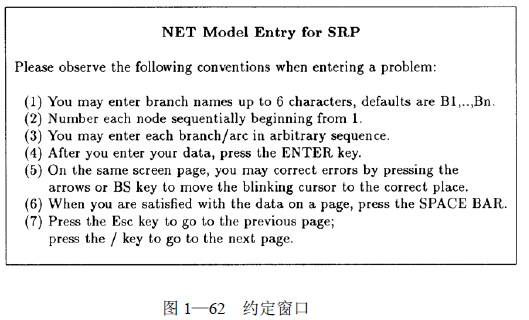 NET Model Entry for SRP
Please observe the following conventions when entering a problem:
(1) You may enter branch names up to 6 characters, defaults are B1,..,Bn.
(2) Number each node sequentially beginning from 1.
(3) You may enter each branch/arc in arbitrary sequence.
(4) After you enter your data, press the ENTER key.
(5) On the same screen page, you may correct errors by pressing the
arrows or BS key to move the blinking cursor to the correct place.
(6) When you are satisfied with the data on a page, press the SPACE BAR.
(7) Press the Esc key to go to the previous page;
press the / key to go to the next page.
图 1—62 约定窗口